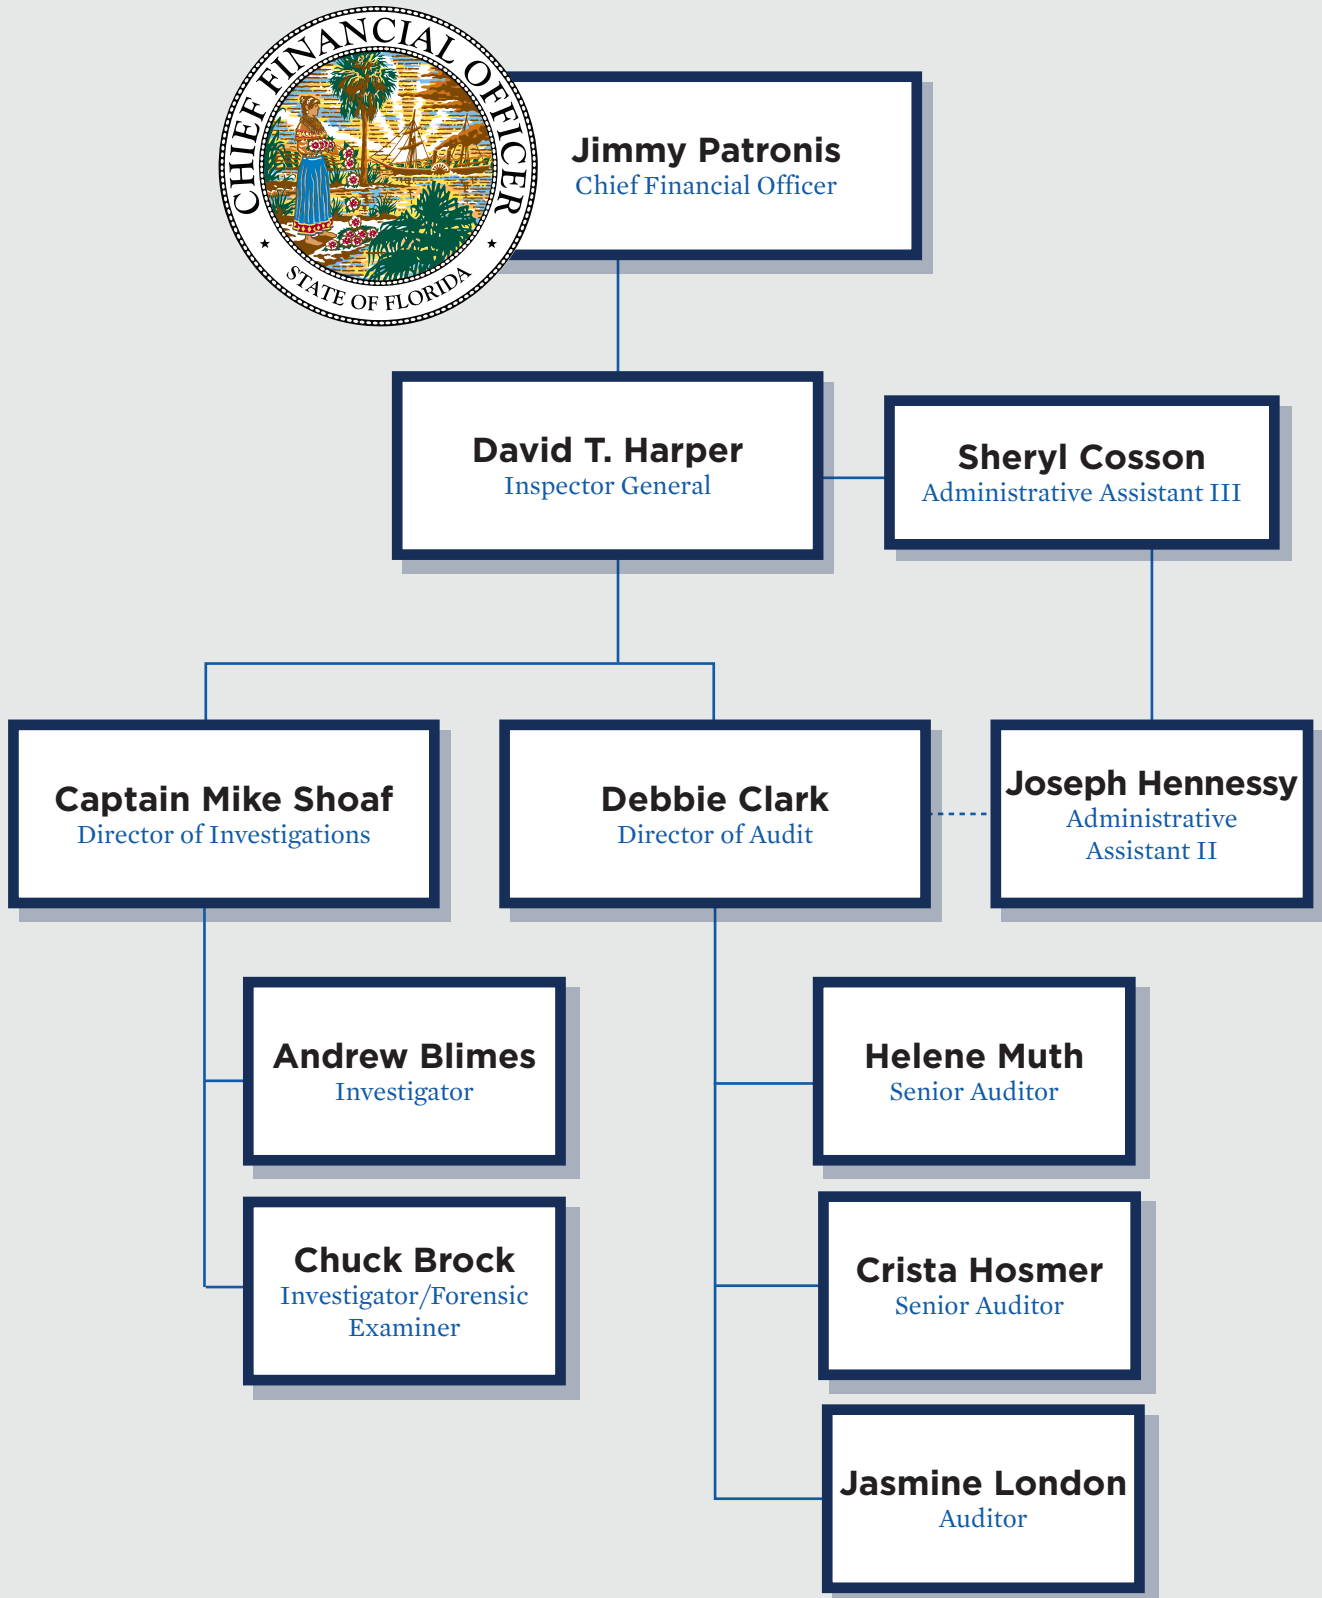 CHIEF FINANCIAL OFFICER
STATE OF FLORIDA
Jimmy Patronis
Chief Financial Officer
David T. Harper
Inspector General
Sheryl Cosson
Administrative Assistant III
Captain Mike Shoaf
Director of Investigations
Debbie Clark
Director of Audit
Joseph Hennessy
Administrative
Assistant II
Andrew Blimes
Investigator
Chuck Brock
Investigator/Forensic
Examiner
Helene Muth
Senior Auditor
Crista Hosmer
Senior Auditor
Jasmine London
Auditor